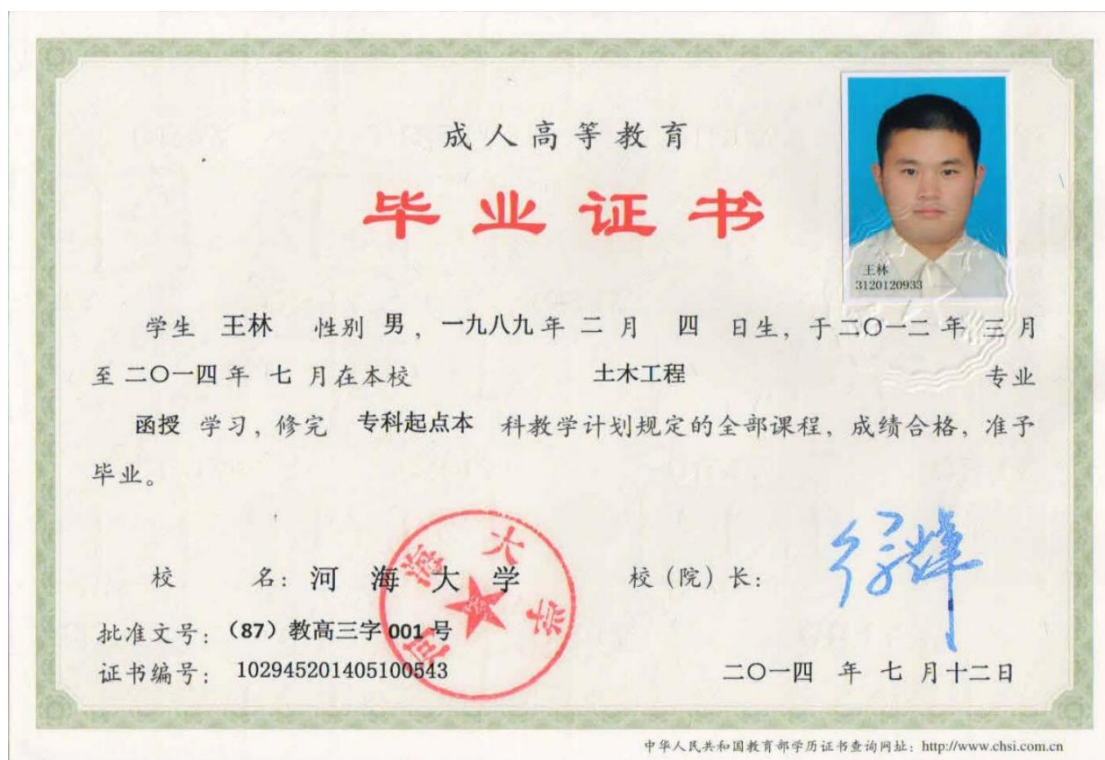 成人高等教育
毕业证书
王林
3120120933
学生 王林 性别 男，一九八九年 二 月 四 日生，于二〇一二年 三月
至二〇一四年 七 月在本校 土木工程 专业
函授 学习，修完 专科起点本 科教学计划规定的全部课程，成绩合格，准予
毕业。
河海大学
校 名：河 海 大 学 校（院）长：徐辉
批准文号：（87）教高三字 001 号
证书编号：102945201405100543 二〇一四 年 七 月十二日
中华人民共和国教育部学历证书查询网址：http://www.chsi.com.cn